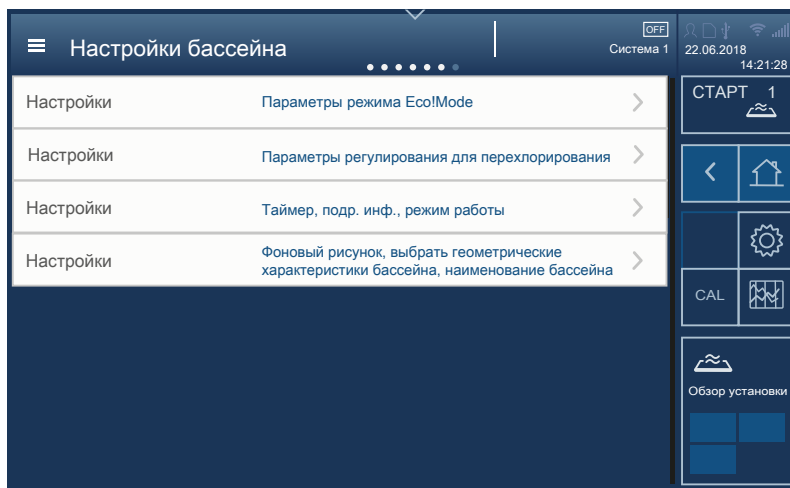 Настройки бассейна
OFF
Система 1
22.06.2018
14:21:28
Настройки Параметры режима Eco!Mode
Настройки Параметры регулирования для перехлорирования
Настройки Таймер, подр. инф., режим работы
Настройки Фоновый рисунок, выбрать геометрические
характеристики бассейна, наименование бассейна
СТАРТ 1
CAL
Обзор установки